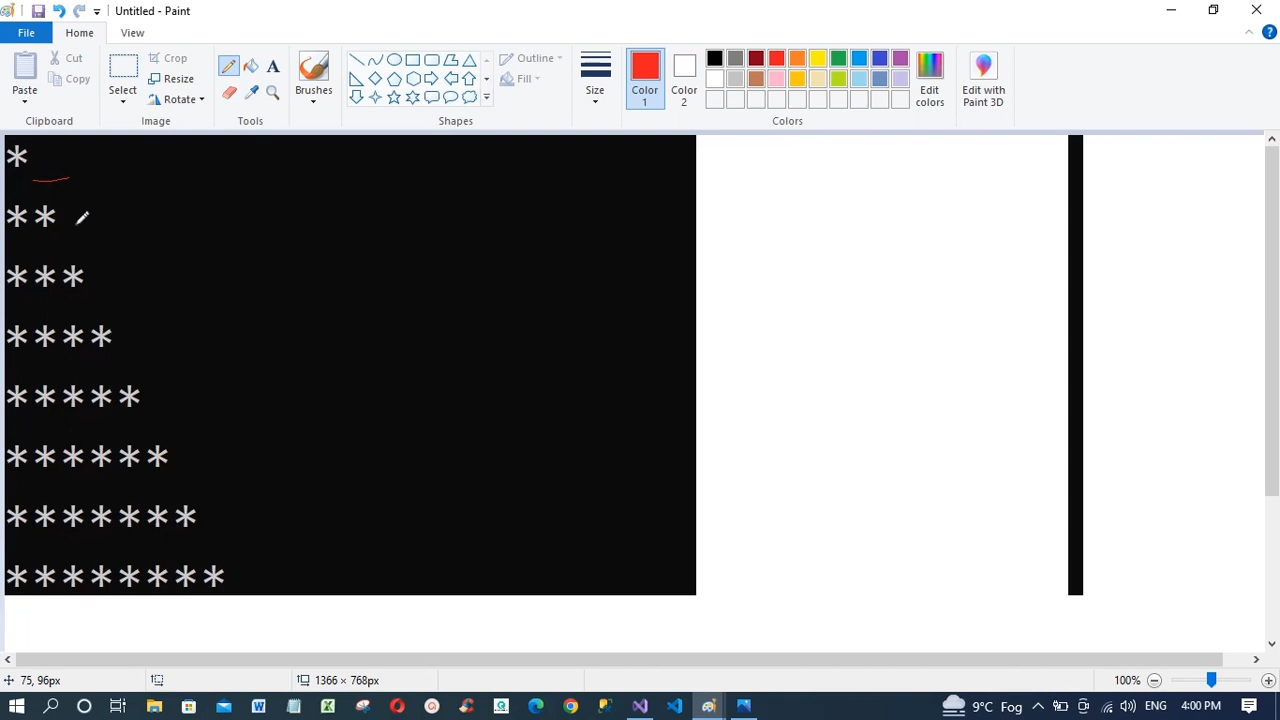 Untitled - Paint
File
Home
View
Paste
Cut
Copy
Clipboard
Select
Crop
Resize
Rotate
Image
A
Tools
Brushes
Outline
Fill
Shapes
Size
Color 1
Color 2
Edit colors
Edit with Paint 3D
Colors
*
**
***
****
*****
******
*******
********
75, 96px
1366 × 768px
100%
9°C Fog
ENG
4:00 PM